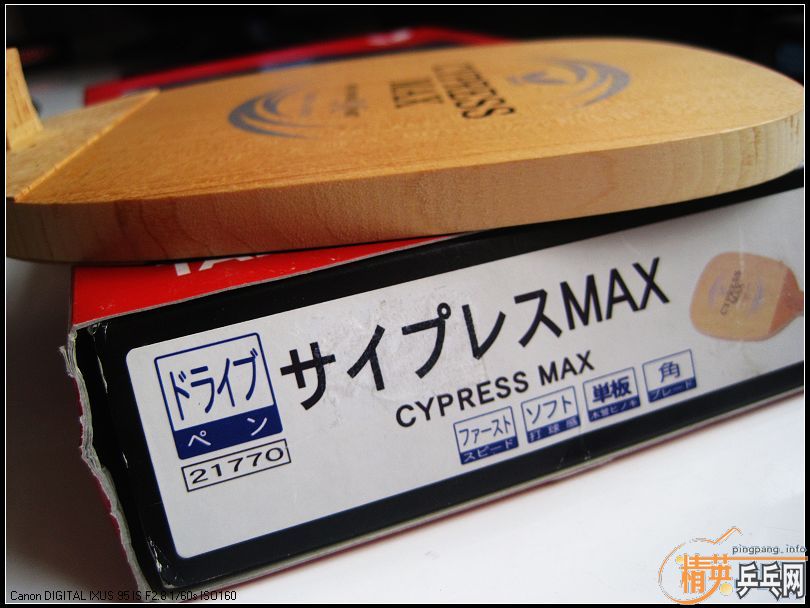 CYPRESS
MAX
サイプレスMAX
CYPRESS MAX
ドライブ
ペン
21770
ファースト
スピード
ソフト
打球感
単板
木曽ヒノキ
角
ブレード
pingpang.info
精英乒乓网
Canon DIGITAL IXUS 95 IS F2.8 1/60s ISO160